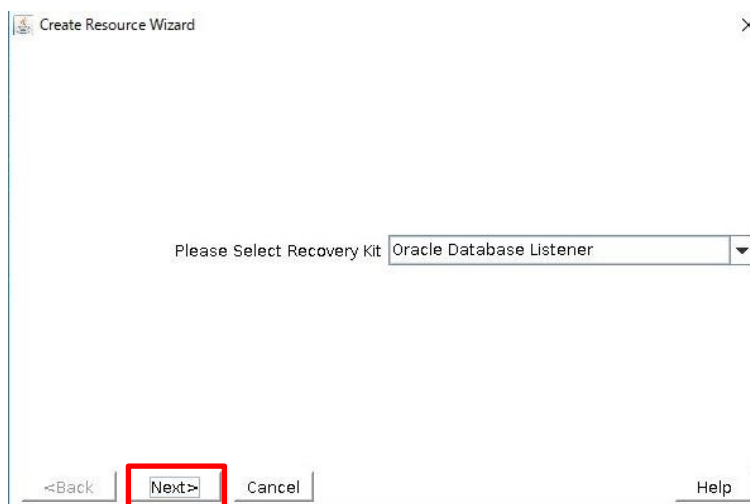 Create Resource Wizard
Please Select Recovery Kit Oracle Database Listener
<Back Next> Cancel Help